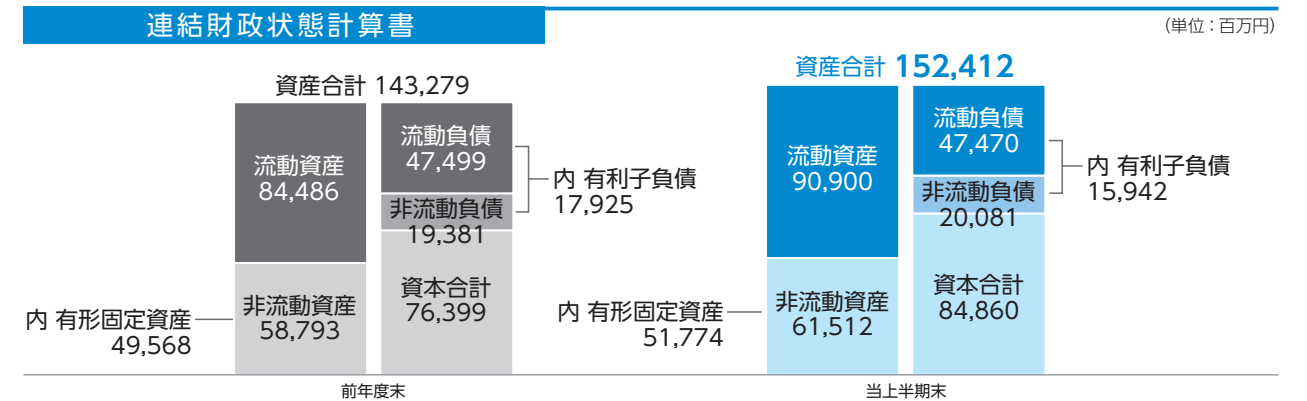 連結財政状態計算書
(単位：百万円)
資産合計 143,279
流動資産
84,486
非流動資産
58,793
内 有形固定資産
49,568
流動負債
47,499
非流動負債
19,381
資本合計
76,399
内 有利子負債
17,925
前年度末
資産合計 152,412
流動資産
90,900
非流動資産
61,512
内 有形固定資産
51,774
流動負債
47,470
非流動負債
20,081
資本合計
84,860
内 有利子負債
15,942
当上半期末